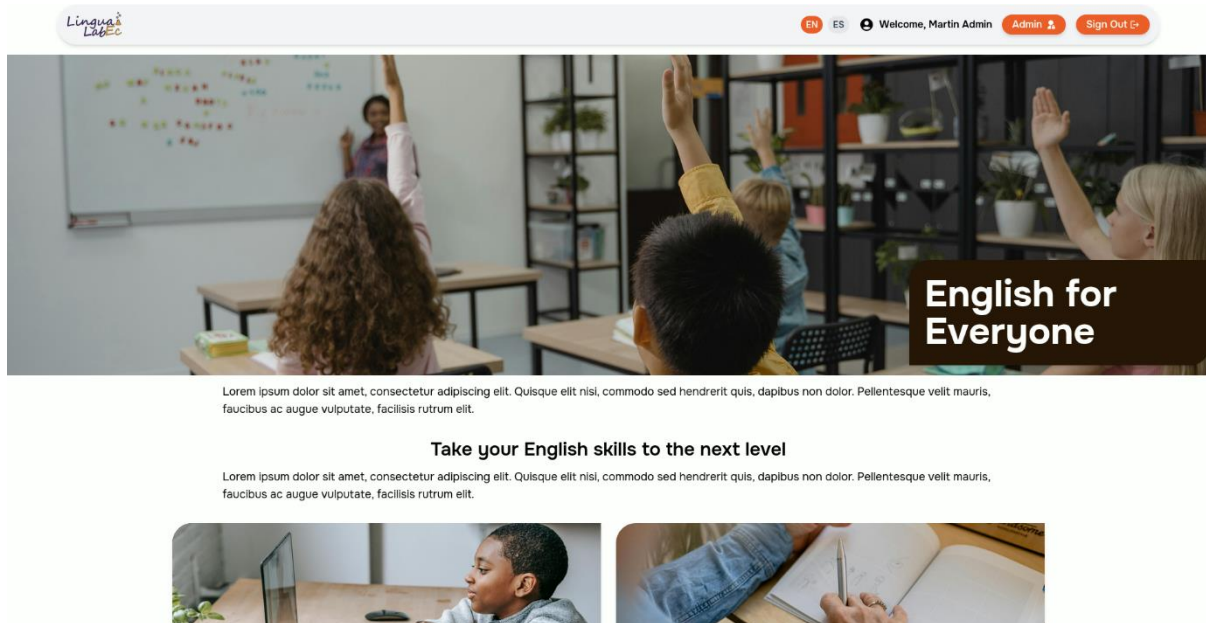 Lingua
LabEc
EN ES Welcome, Martin Admin Admin Sign Out
English for
Everyone
Lorem ipsum dolor sit amet, consectetur adipiscing elit. Quisque elit nisi, commodo sed hendrerit quis, dapibus non dolor. Pellentesque velit mauris,
faucibus ac augue vulputate, facilisis rutrum elit.
Take your English skills to the next level
Lorem ipsum dolor sit amet, consectetur adipiscing elit. Quisque elit nisi, commodo sed hendrerit quis, dapibus non dolor. Pellentesque velit mauris,
faucibus ac augue vulputate, facilisis rutrum elit.